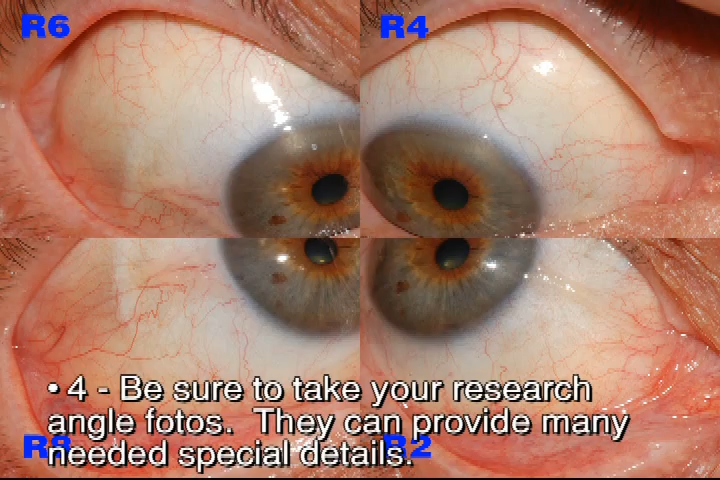 R6 R4
• 4 - Be sure to take your research
angle fotos. They can provide many
needed special details.
R8 R2